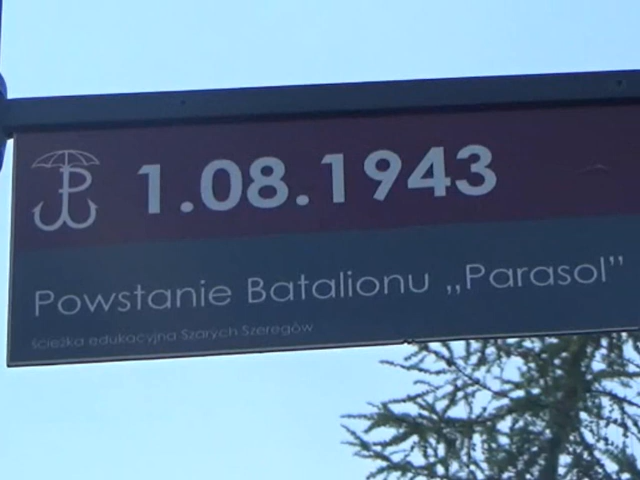 1.08.1943
Powstanie Batalionu „Parasol”
ścieżka edukacyjna Szarych Szeregów